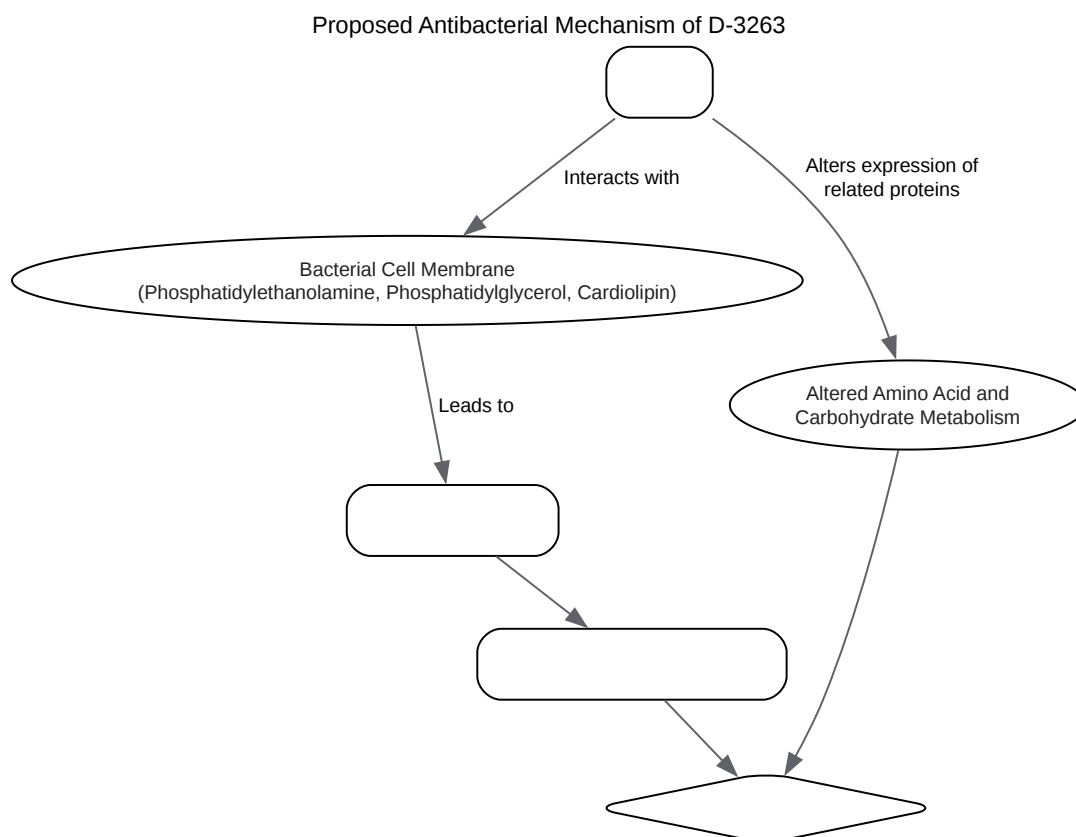 Proposed Antibacterial Mechanism of D-3263
Interacts with
Alters expression of
related proteins
Bacterial Cell Membrane
(Phosphatidylethanolamine, Phosphatidylglycerol, Cardiolipin)
Leads to
Altered Amino Acid and
Carbohydrate Metabolism